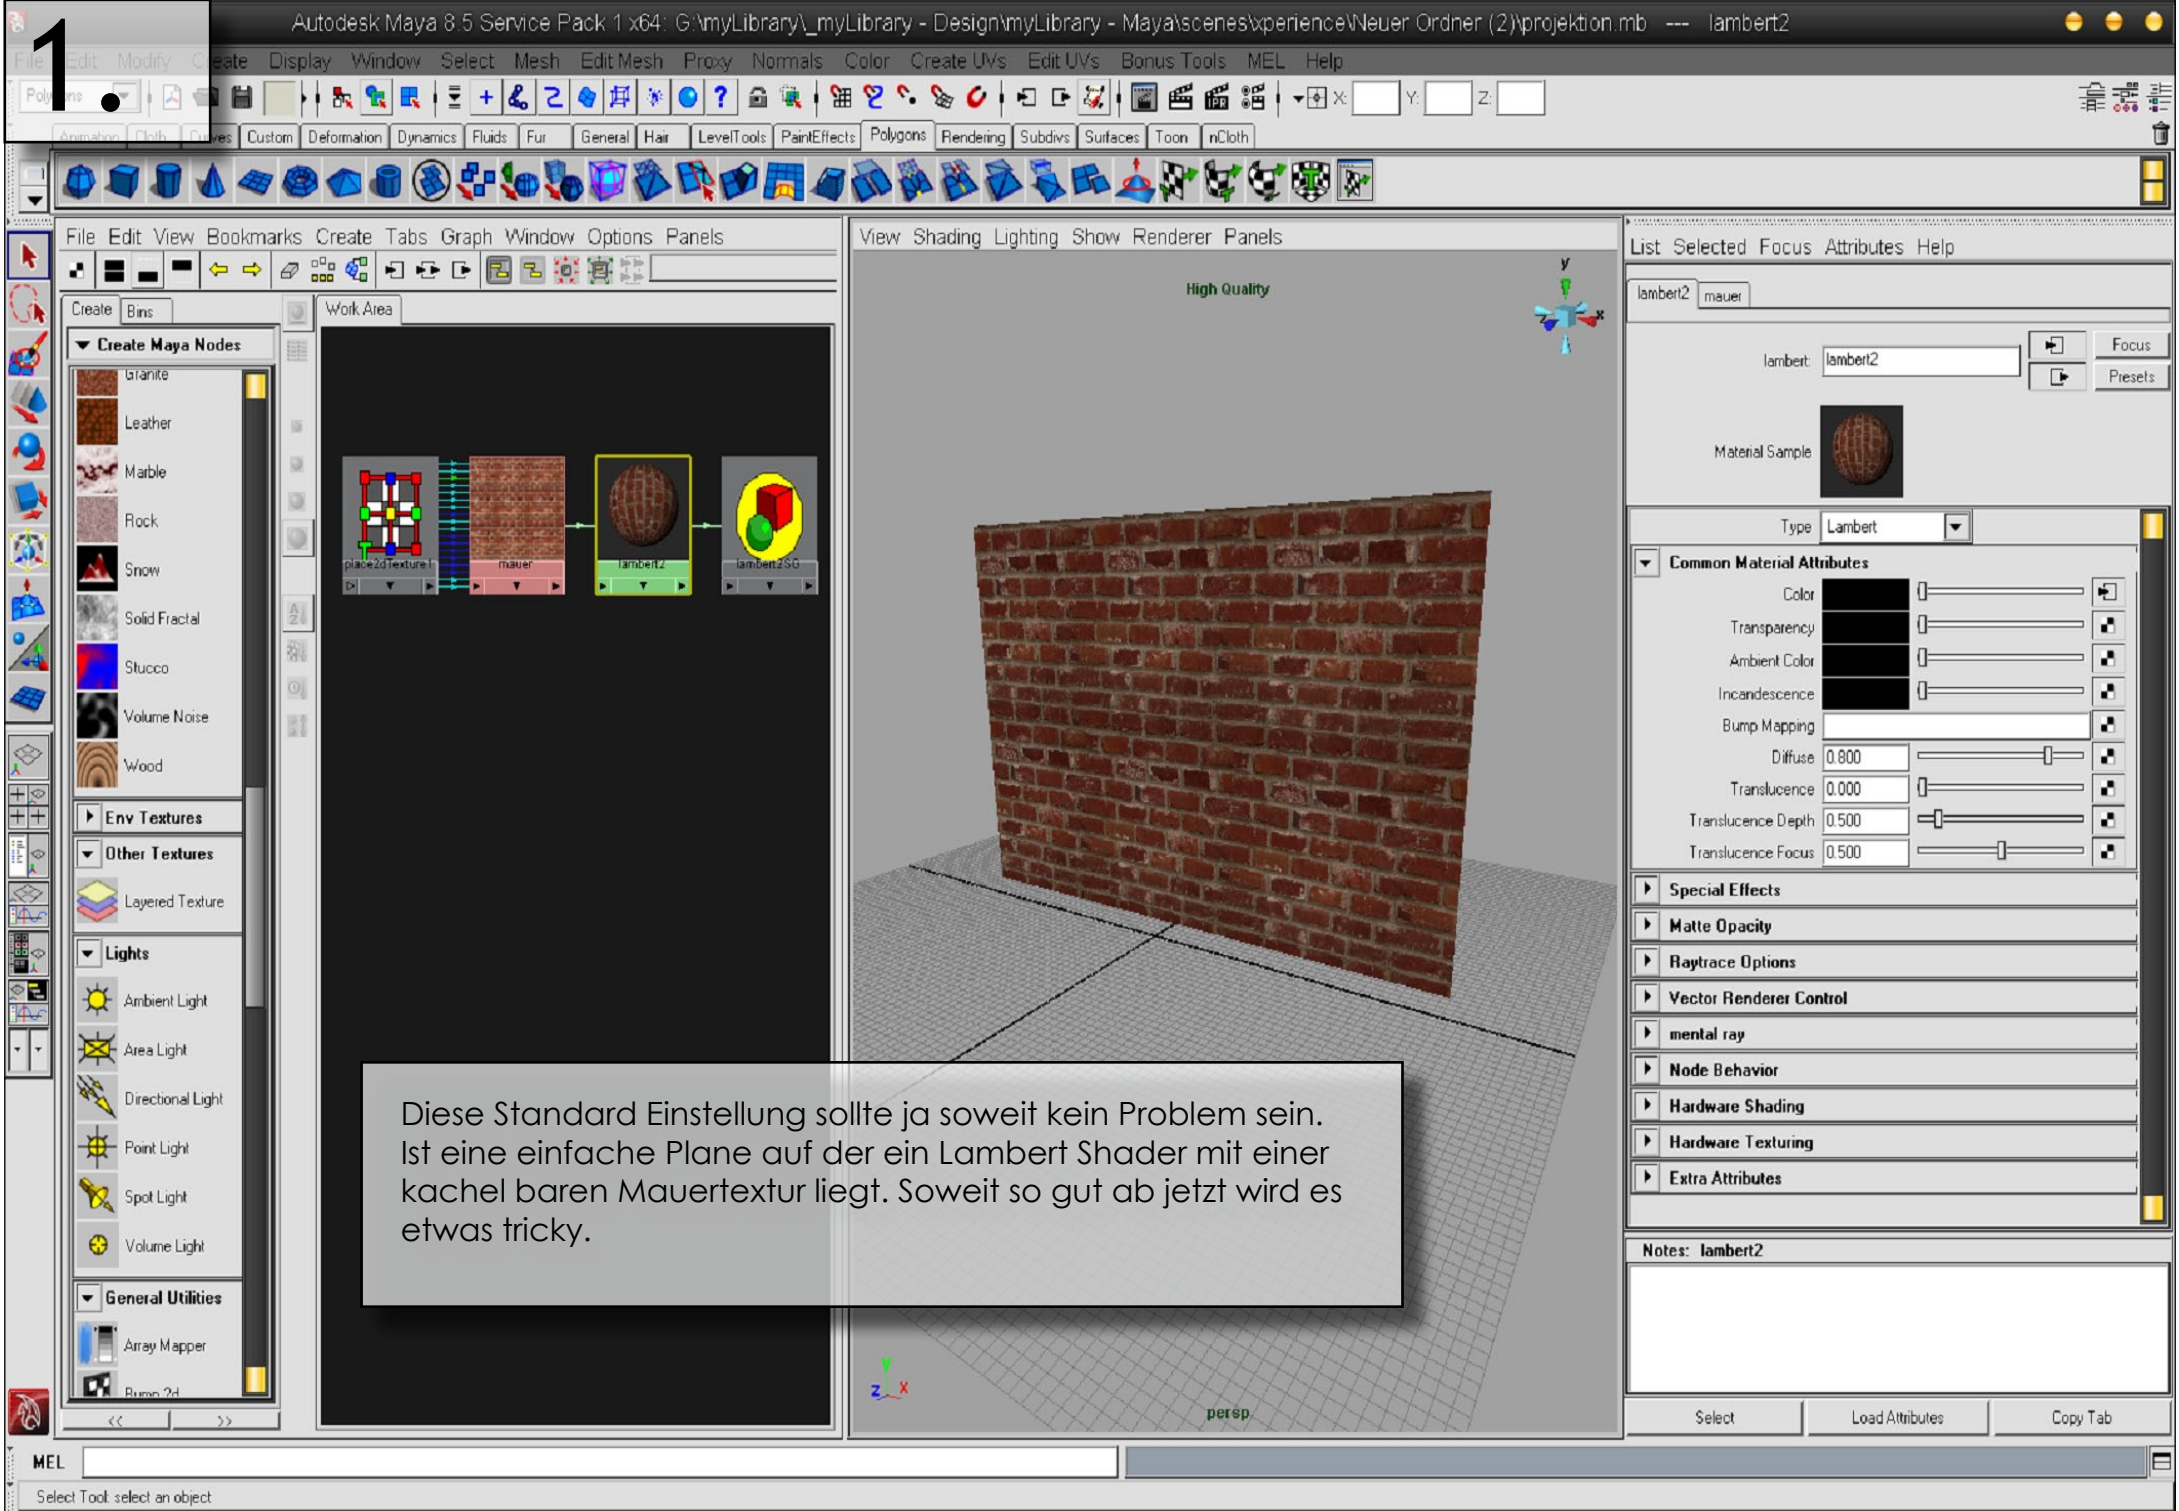 1.
Autodesk Maya 8.5 Service Pack 1 x64: G:\myLibrary\_myLibrary - Design\myLibrary - Maya\scenes\xperience\Neuer Ordner (2)\projektion.mb --- lambert2
File Edit Modify Create Display Window Select Mesh Edit Mesh Proxy Normals Color Create UVs Edit UVs Bonus Tools MEL Help
Polygons X: Y: Z:
Animation Cloth Curves Custom Deformation Dynamics Fluids Fur General Hair LevelTools PaintEffects Polygons Rendering Subdivs Surfaces Toon nCloth
File Edit View Bookmarks Create Tabs Graph Window Options Panels
Create Bins
Create Maya Nodes
Granite
Leather
Marble
Rock
Snow
Solid Fractal
Stucco
Volume Noise
Wood
Env Textures
Other Textures
Layered Texture
Lights
Ambient Light
Area Light
Directional Light
Point Light
Spot Light
Volume Light
General Utilities
Array Mapper
Bump 2d
<< >>
Work Area
place2dTexture1 mauer lambert2 lambert2SG
View Shading Lighting Show Renderer Panels
High Quality
y
z x
Diese Standard Einstellung sollte ja soweit kein Problem sein.
Ist eine einfache Plane auf der ein Lambert Shader mit einer
kachel baren Mauertextur liegt. Soweit so gut ab jetzt wird es
etwas tricky.
y
z x
persp
List Selected Focus Attributes Help
lambert2 mauer
lambert: lambert2
Focus
Presets
Material Sample
Type Lambert
Common Material Attributes
Color
Transparency
Ambient Color
Incandescence
Bump Mapping
Diffuse 0.800
Translucence 0.000
Translucence Depth 0.500
Translucence Focus 0.500
Special Effects
Matte Opacity
Raytrace Options
Vector Renderer Control
mental ray
Node Behavior
Hardware Shading
Hardware Texturing
Extra Attributes
Notes: lambert2
Select Load Attributes Copy Tab
MEL
Select Tool: select an object